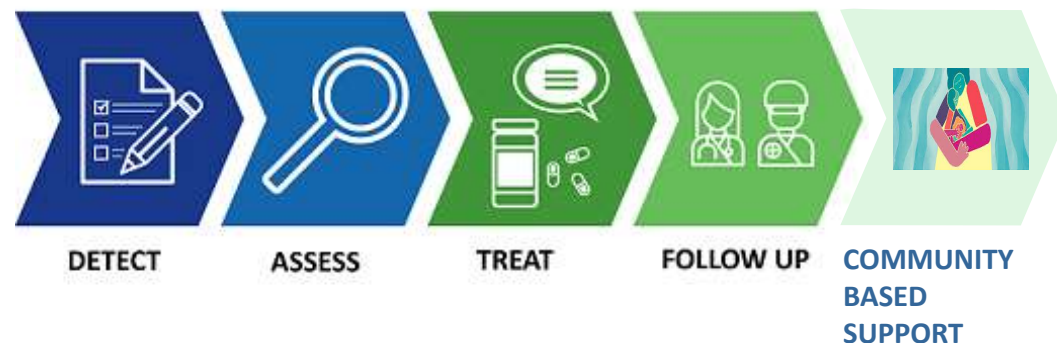 DETECT
ASSESS
TREAT
FOLLOW UP
COMMUNITY
BASED
SUPPORT